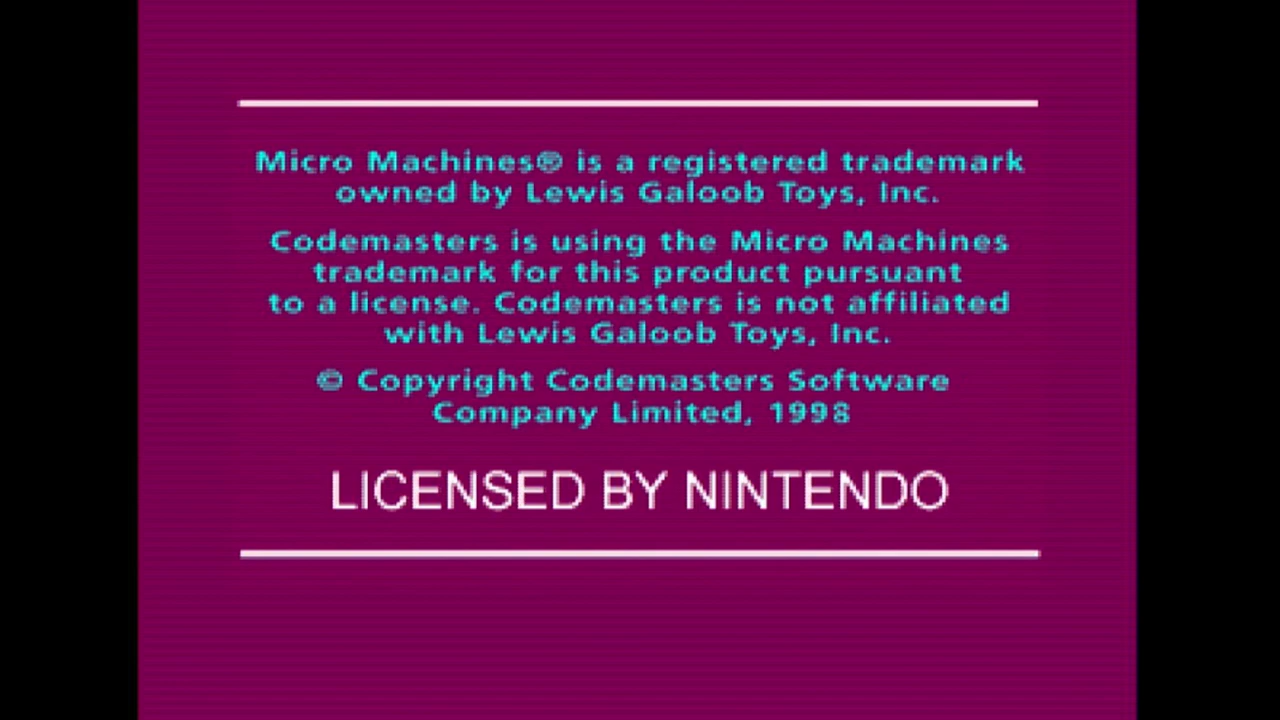 Micro Machines® is a registered trademark
owned by Lewis Galoob Toys, Inc.
Codemasters is using the Micro Machines
trademark for this product pursuant
to a license. Codemasters is not affiliated
with Lewis Galoob Toys, Inc.
© Copyright Codemasters Software
Company Limited, 1998
LICENSED BY NINTENDO